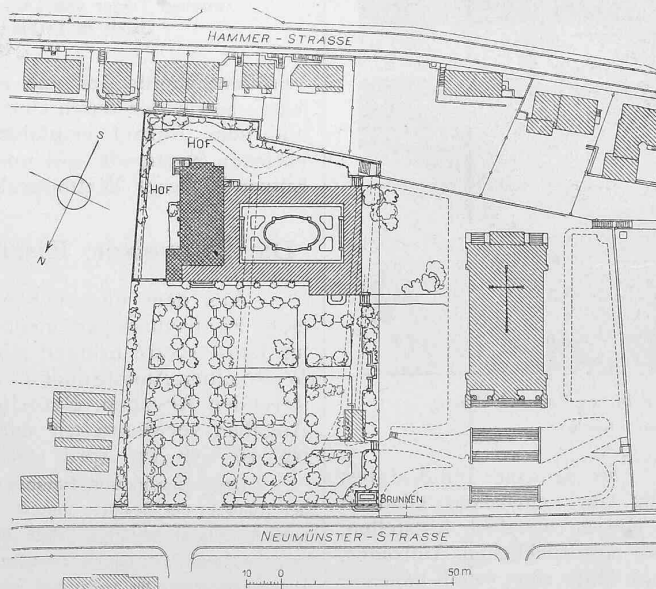 HAMMER - STRASSE
S
HOF
HOF
N
BRUNNEN
NEUMÜNSTER - STRASSE
10 0 50 m